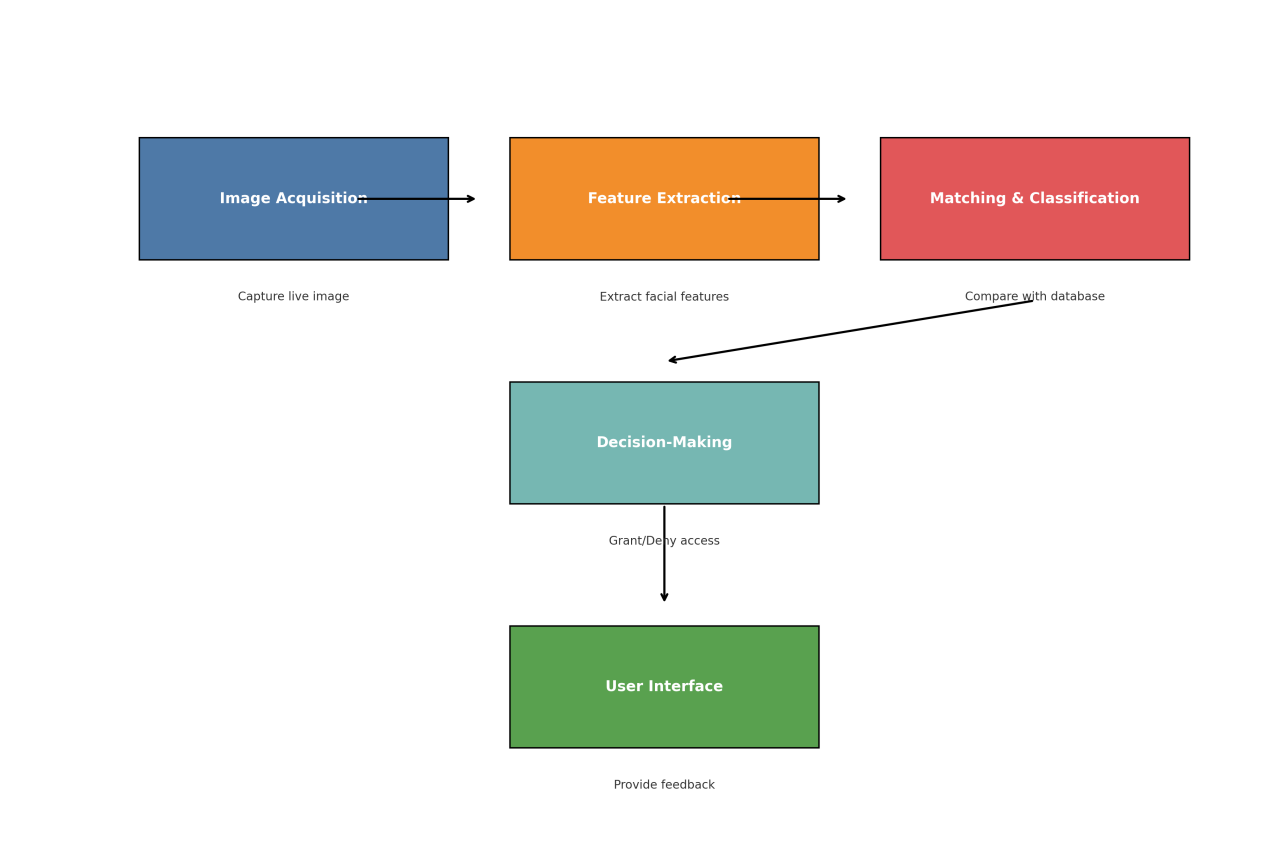 Image Acquisition
Feature Extraction
Matching & Classification
Capture live image
Extract facial features
Compare with database
Decision-Making
Grant/Deny access
User Interface
Provide feedback